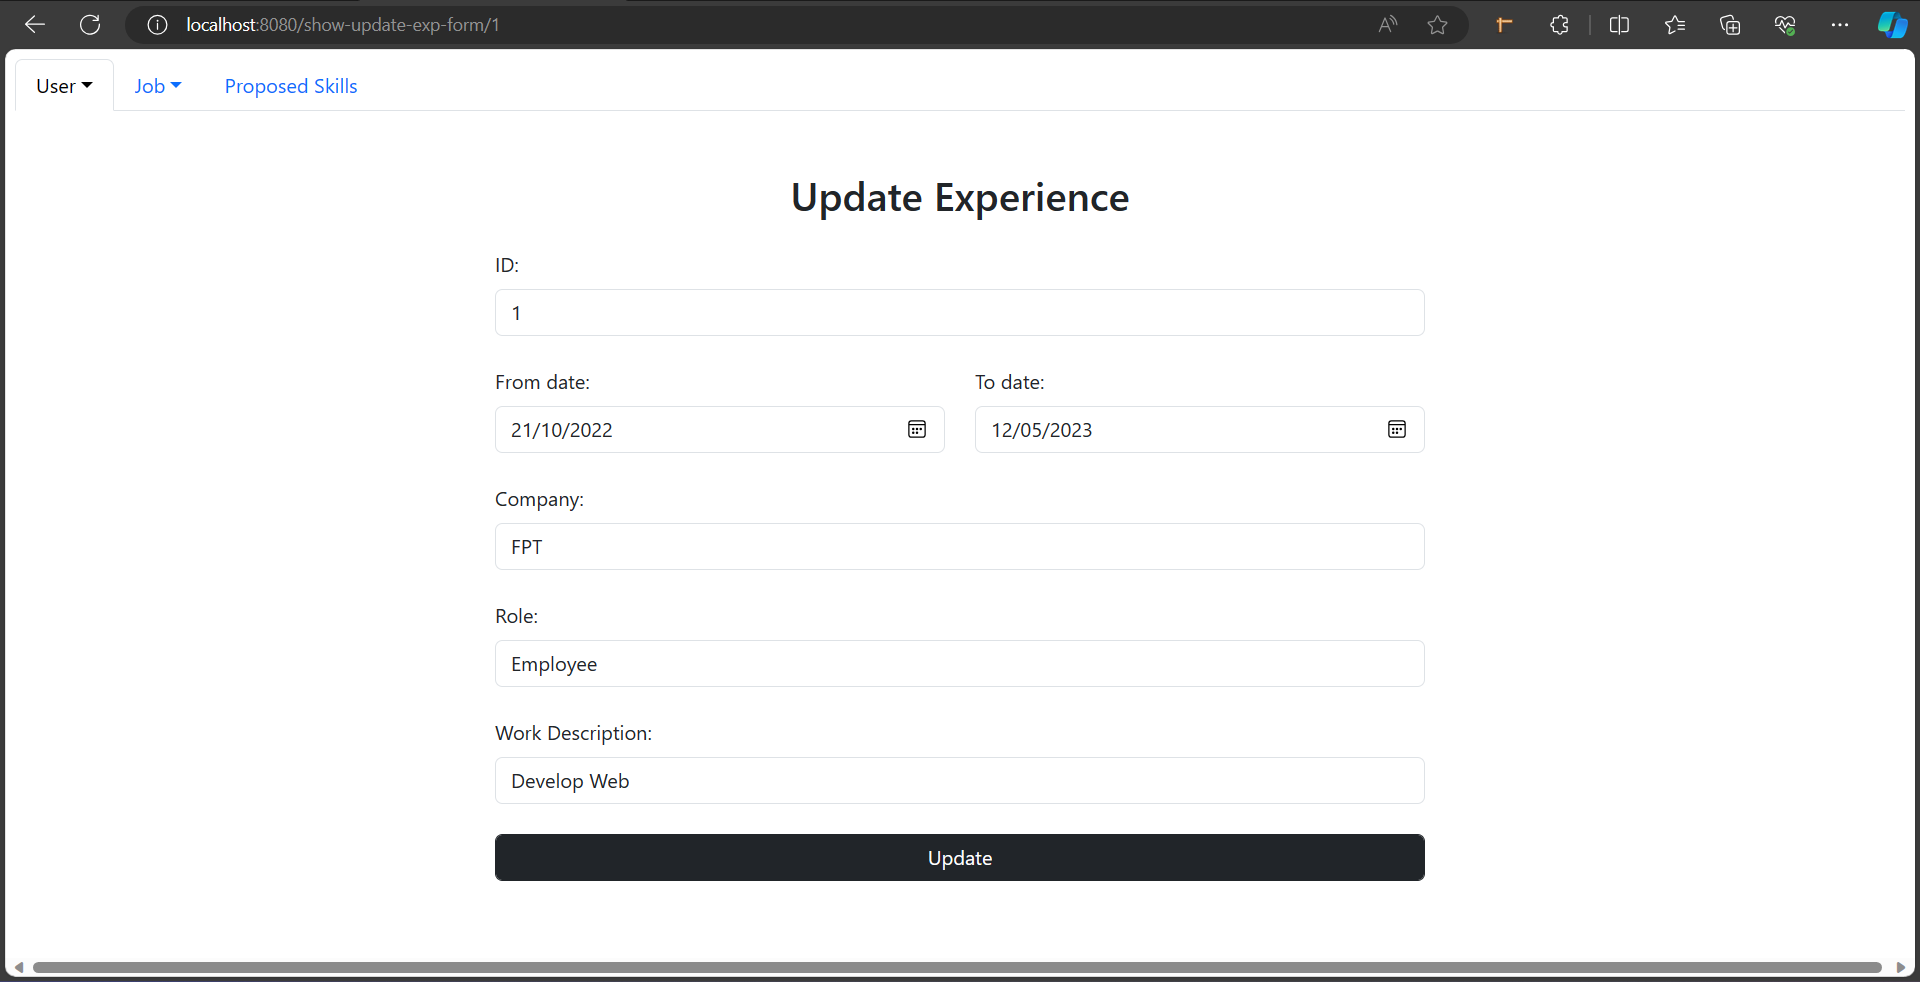 localhost:8080/show-update-exp-form/1
User Job Proposed Skills
Update Experience
ID:
1
From date: To date:
21/10/2022 12/05/2023
Company:
FPT
Role:
Employee
Work Description:
Develop Web
Update